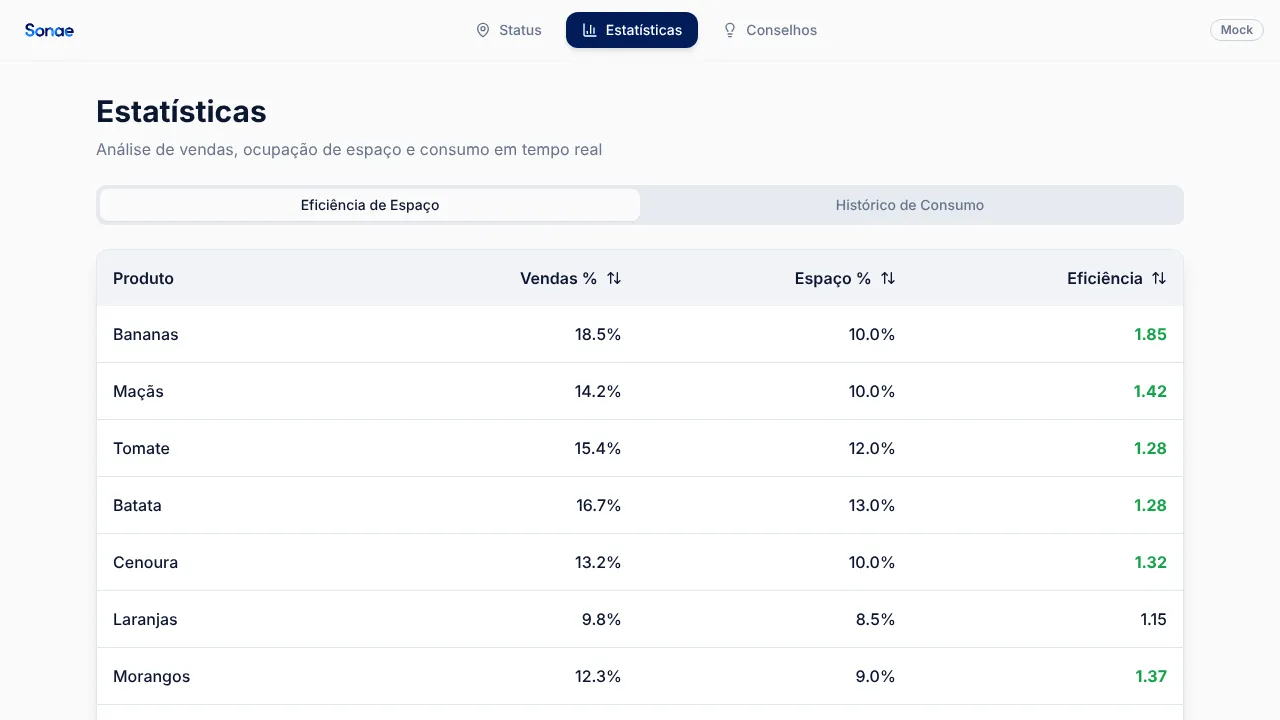 Sonae
Status
Estatísticas
Conselhos
Mock
Estatísticas
Análise de vendas, ocupação de espaço e consumo em tempo real
Eficiência de Espaço
Histórico de Consumo
Produto Vendas % Espaço % Eficiência
Bananas 18.5% 10.0% 1.85
Maçãs 14.2% 10.0% 1.42
Tomate 15.4% 12.0% 1.28
Batata 16.7% 13.0% 1.28
Cenoura 13.2% 10.0% 1.32
Laranjas 9.8% 8.5% 1.15
Morangos 12.3% 9.0% 1.37